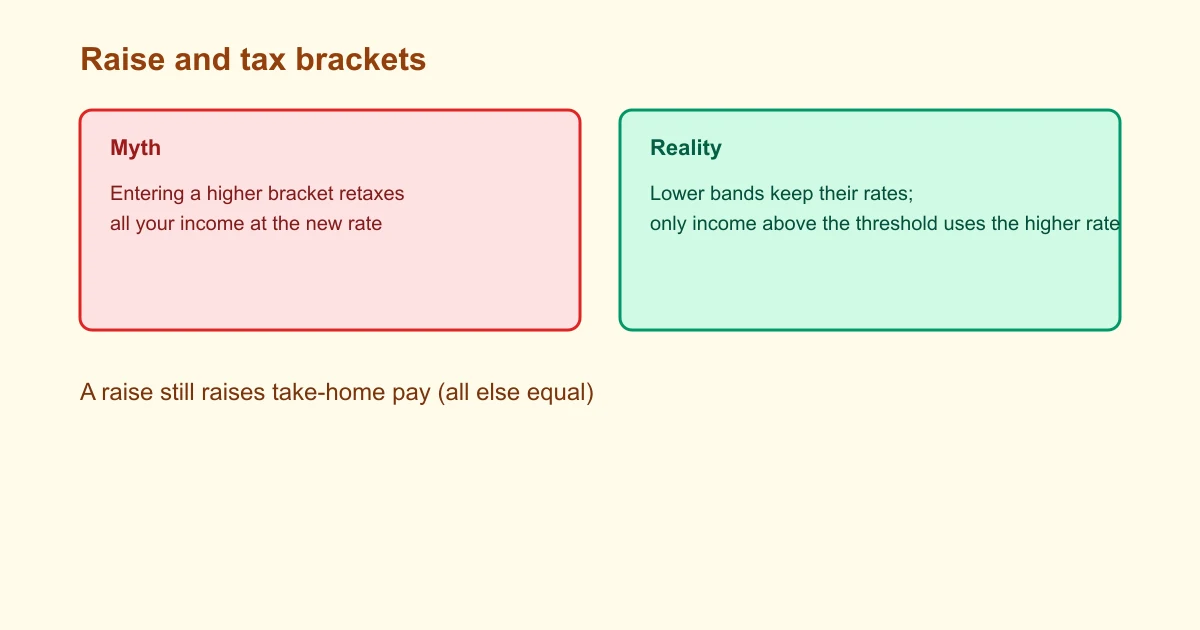 Raise and tax brackets
Myth
Entering a higher bracket retaxes
all your income at the new rate
Reality
Lower bands keep their rates;
only income above the threshold uses the higher rate
A raise still raises take-home pay (all else equal)